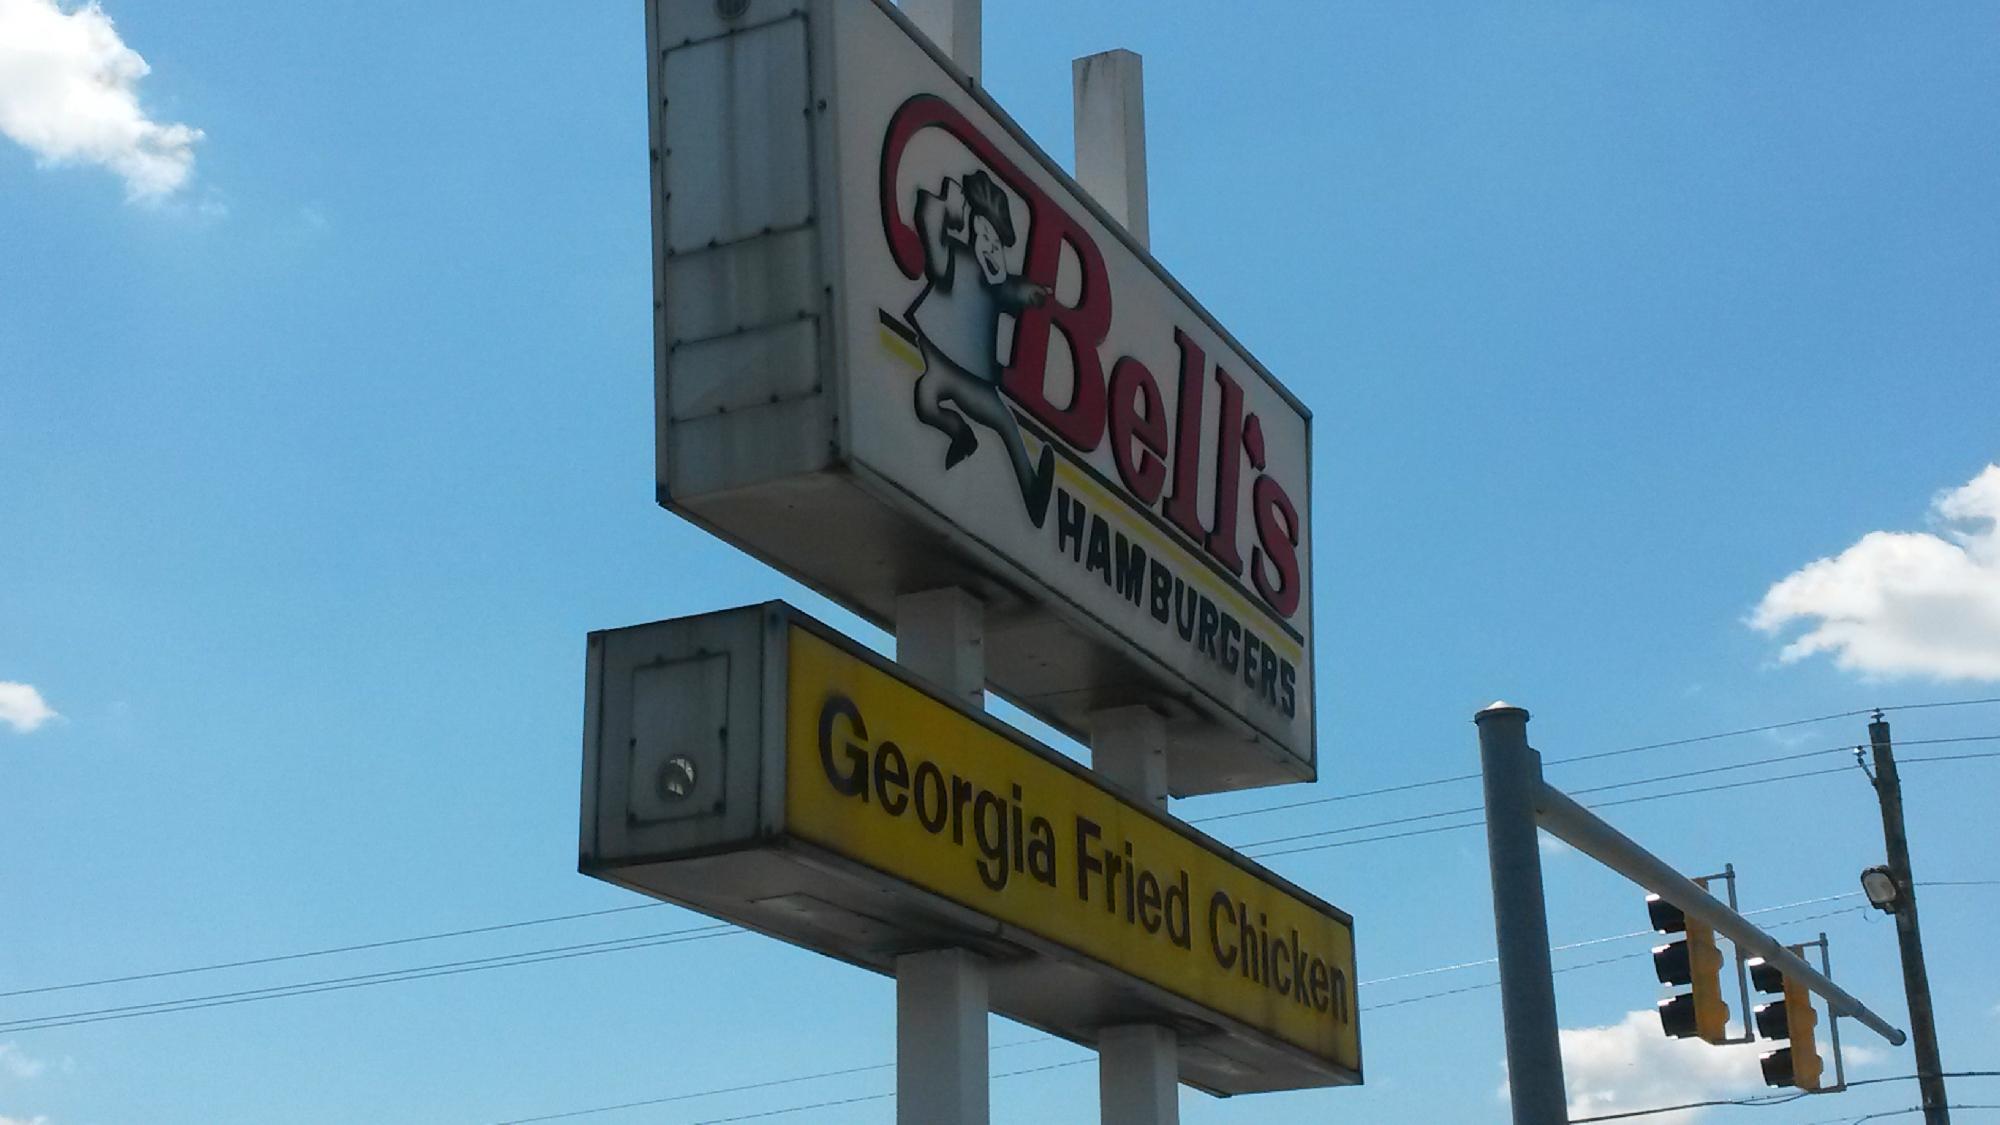 Bell's
HAMBURGERS
Georgia Fried Chicken